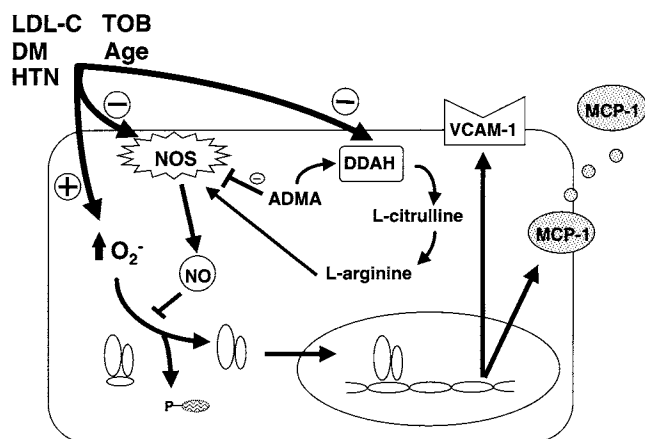 LDL-C TOB
DM Age
HTN
−
−
MCP-1
VCAM-1
NOS
DDAH
−
ADMA
+
L-citrulline
O₂⁻
MCP-1
L-arginine
NO
P